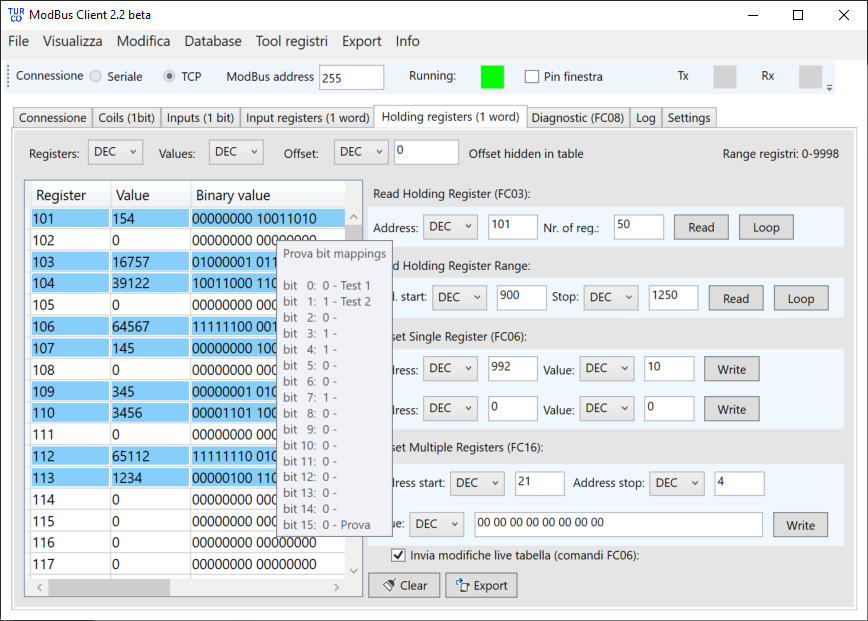 TUR CO ModBus Client 2.2 beta
File Visualizza Modifica Database Tool registri Export Info
Connessione Seriale TCP ModBus address 255 Running: Pin finestra Tx Rx
Connessione Coils (1bit) Inputs (1 bit) Input registers (1 word) Holding registers (1 word) Diagnostic (FC08) Log Settings
Registers: DEC Values: DEC Offset: DEC 0 Offset hidden in table Range registri: 0-9998
Register Value Binary value
101 154 00000000 10011010
102 0 00000000 00000000
103 16757 01000001 011
104 39122 10011000 110
105 0 00000000 000
106 64567 11111100 001
107 145 00000000 100
108 0 00000000 000
109 345 00000001 010
110 3456 00001101 100
111 0 00000000 000
112 65112 11111110 010
113 1234 00000100 110
114 0 00000000 000
115 0 00000000 000
116 0 00000000 00000000
117 0 00000000 00000000
Prova bit mappings
bit 0: 0 - Test 1
bit 1: 1 - Test 2
bit 2: 0 -
bit 3: 1 -
bit 4: 1 -
bit 5: 0 -
bit 6: 0 -
bit 7: 1 -
bit 8: 0 -
bit 9: 0 -
bit 10: 0 -
bit 11: 0 -
bit 12: 0 -
bit 13: 0 -
bit 14: 0 -
bit 15: 0 - Prova
Read Holding Register (FC03):
Address: DEC 101 Nr. of reg.: 50 Read Loop
d Holding Register Range:
. start: DEC 900 Stop: DEC 1250 Read Loop
set Single Register (FC06):
ress: DEC 992 Value: DEC 10 Write
ress: DEC 0 Value: DEC 0 Write
set Multiple Registers (FC16):
ress start: DEC 21 Address stop: DEC 4
ue: DEC 00 00 00 00 00 00 00 00 Write
Invia modifiche live tabella (comandi FC06):
Clear Export